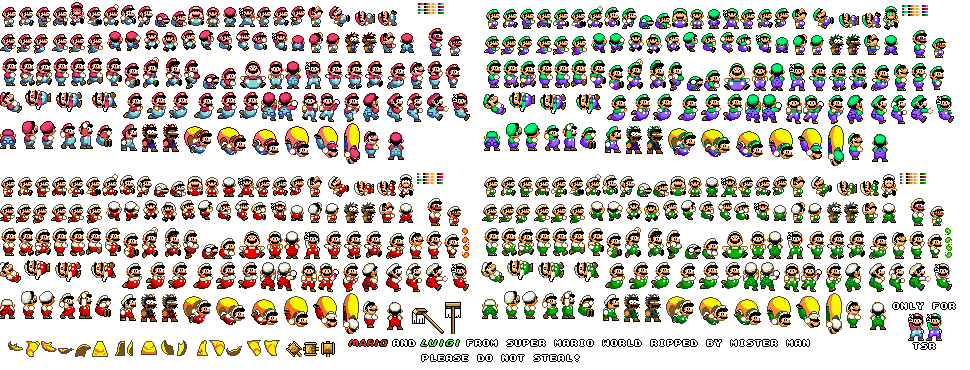 ONLY FOR
TSR
MARIO AND LUIGI FROM SUPER MARIO WORLD RIPPED BY MISTER MAN
PLEASE DO NOT STEAL!